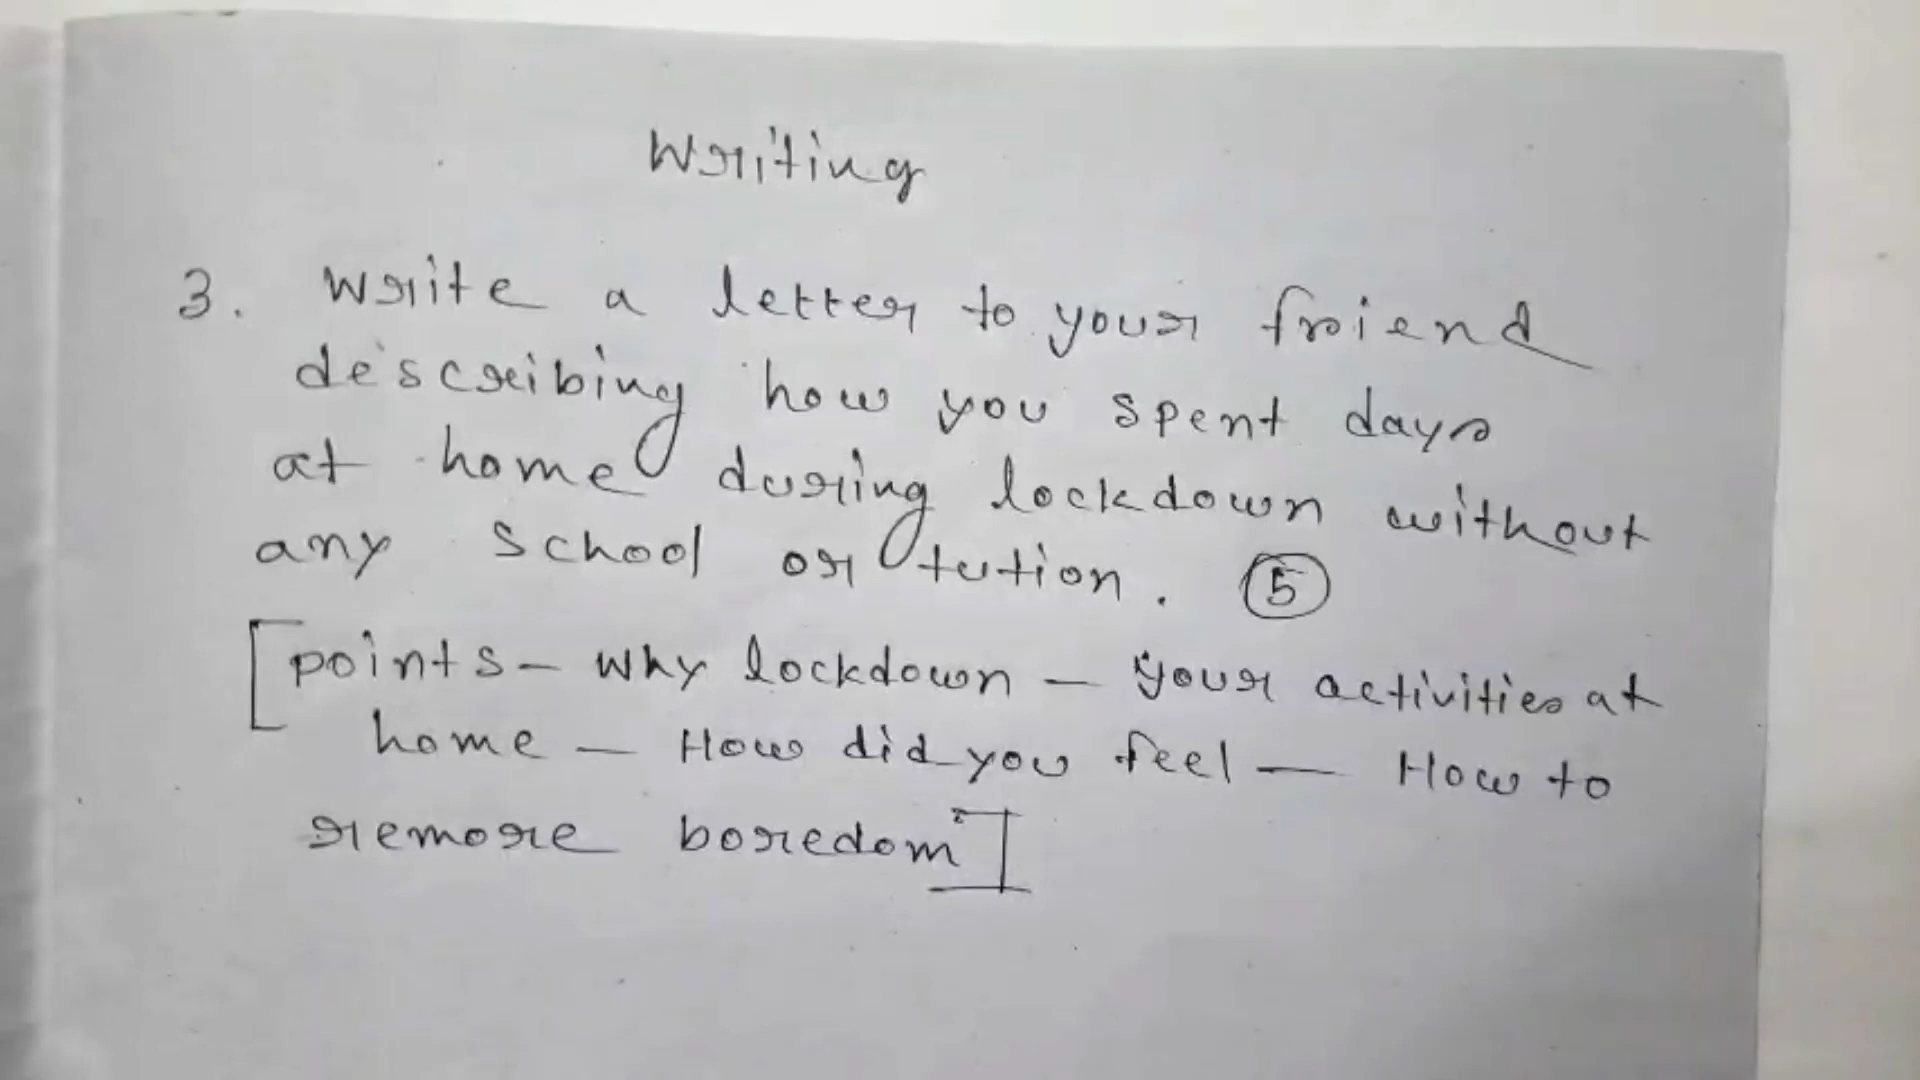 Writing
3. Write a letter to your friend
describing how you spent days
at home during lockdown without
any school or tution. 5
[points - why lockdown - your activities at
home - How did you feel - How to
remore boredom]